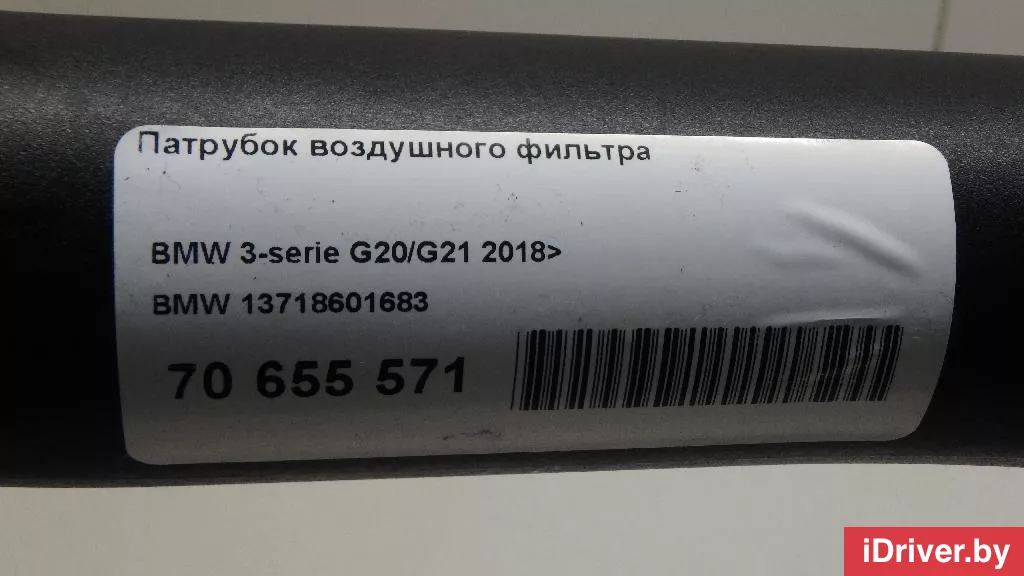 Патрубок воздушного фильтра
BMW 3-serie G20/G21 2018>
BMW 13718601683
70 655 571
iDriver.by